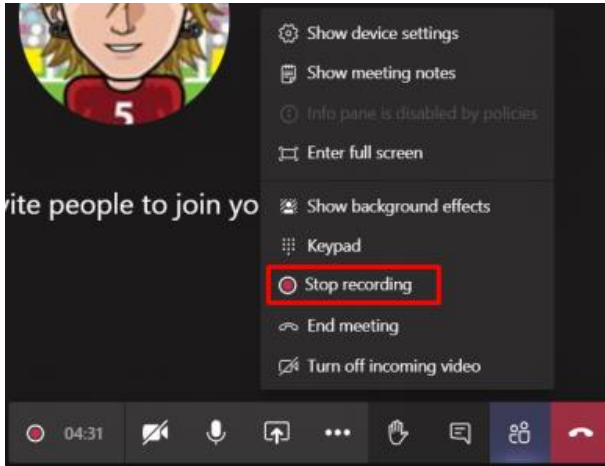 Show device settings
5
Show meeting notes
Info pane is disabled by policies
Enter full screen
vite people to join yo
Show background effects
Keypad
Stop recording
End meeting
Turn off incoming video
04:31